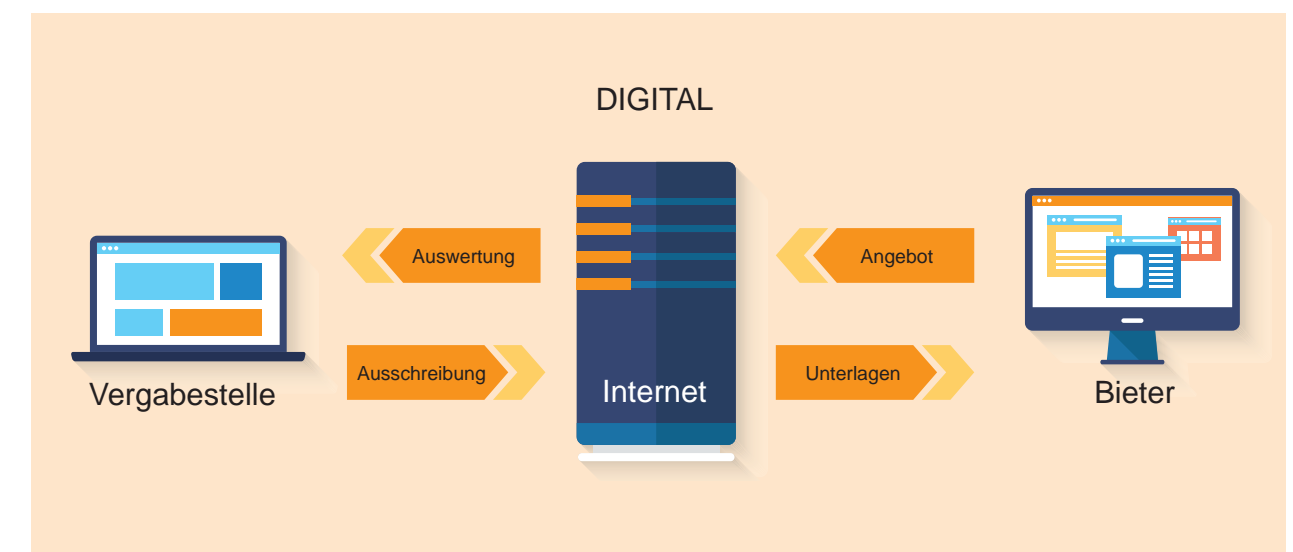 DIGITAL
Auswertung
Angebot
Ausschreibung
Unterlagen
Vergabestelle
Internet
Bieter